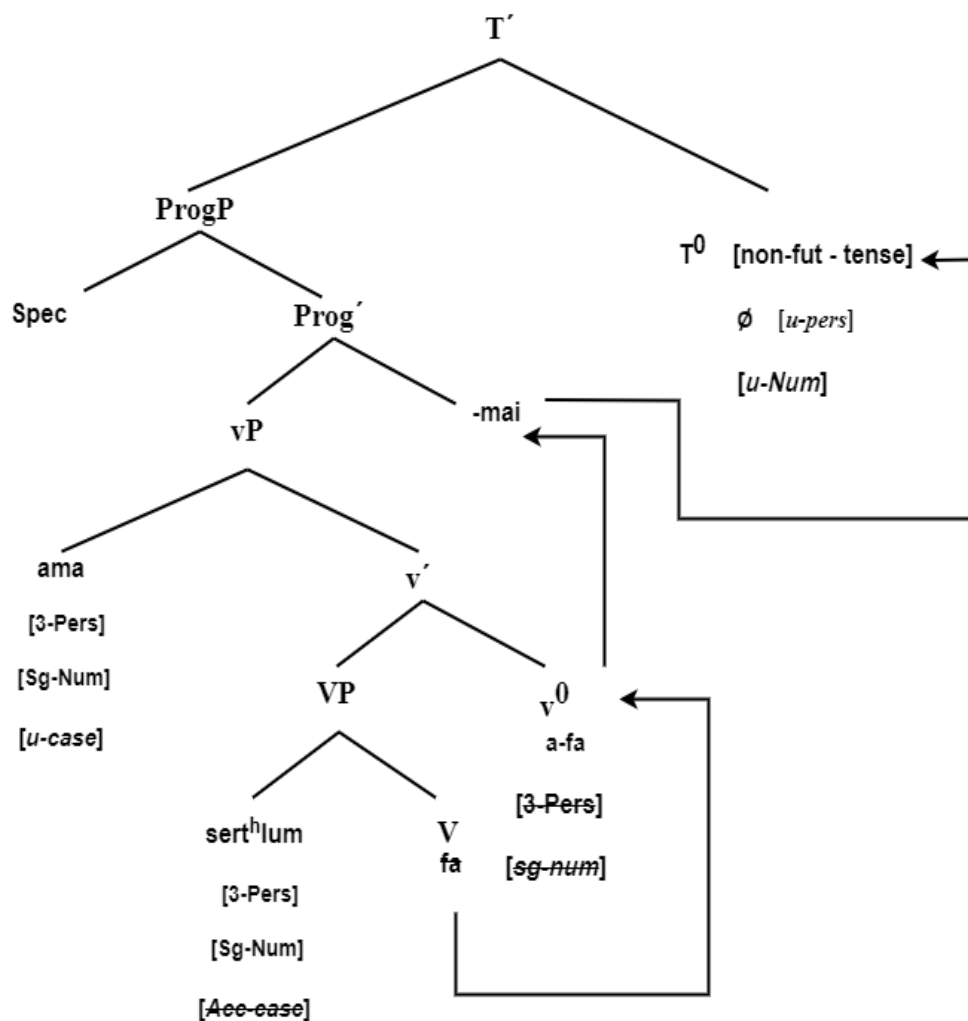 T´
ProgP
T⁰ [non-fut - tense]
Spec
Prog´
ø [u-pers]
[u-Num]
-mai
vP
ama
v´
[3-Pers]
[Sg-Num]
VP
v⁰
[u-case]
a-fa
[3-Pers]
sertʰlum
V
fa
[sg-num]
[3-Pers]
[Sg-Num]
[Acc-case]